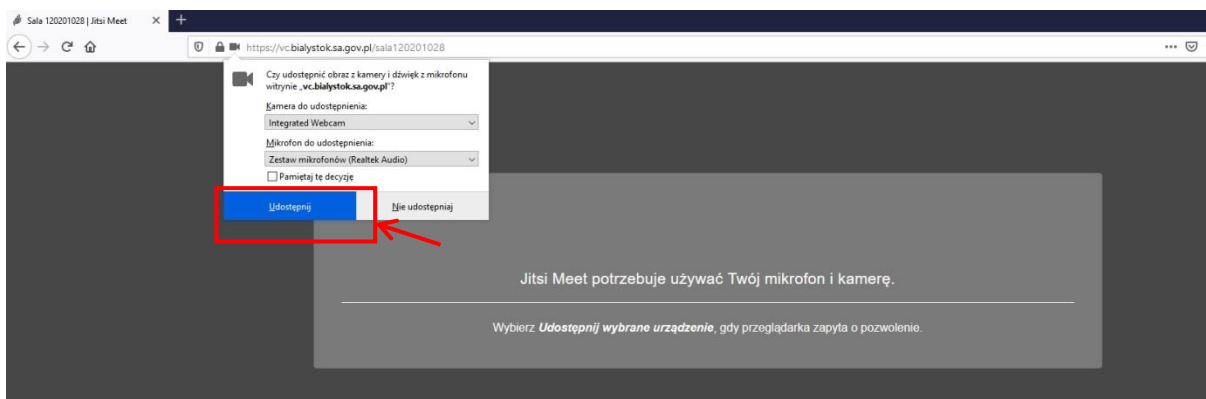 Sala 120201028 | Jitsi Meet
https://vc.bialystok.sa.gov.pl/sala120201028
Czy udostępnić obraz z kamery i dźwięk z mikrofonu
witrynie „vc.bialystok.sa.gov.pl”?
Kamera do udostępnienia:
Integrated Webcam
Mikrofon do udostępnienia:
Zestaw mikrofonów (Realtek Audio)
Pamiętaj tę decyzję
Udostępnij
Nie udostępniaj
Jitsi Meet potrzebuje używać Twój mikrofon i kamerę.
Wybierz Udostępnij wybrane urządzenie, gdy przeglądarka zapyta o pozwolenie.